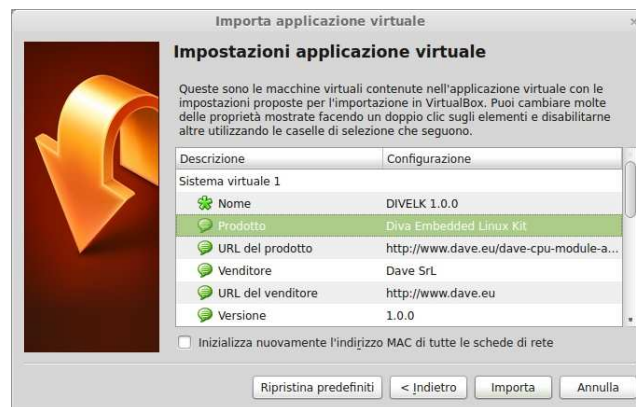 Importa applicazione virtuale
Impostazioni applicazione virtuale
Queste sono le macchine virtuali contenute nell'applicazione virtuale con le
impostazioni proposte per l'importazione in VirtualBox. Puoi cambiare molte
delle proprietà mostrate facendo un doppio clic sugli elementi e disabilitarne
altre utilizzando le caselle di selezione che seguono.
Descrizione Configurazione
Sistema virtuale 1
Nome DIVELK 1.0.0
Prodotto Diva Embedded Linux Kit
URL del prodotto http://www.dave.eu/dave-cpu-module-a...
Venditore Dave SrL
URL del venditore http://www.dave.eu
Versione 1.0.0
Inizializza nuovamente l'indirizzo MAC di tutte le schede di rete
Ripristina predefiniti < Indietro Importa Annulla